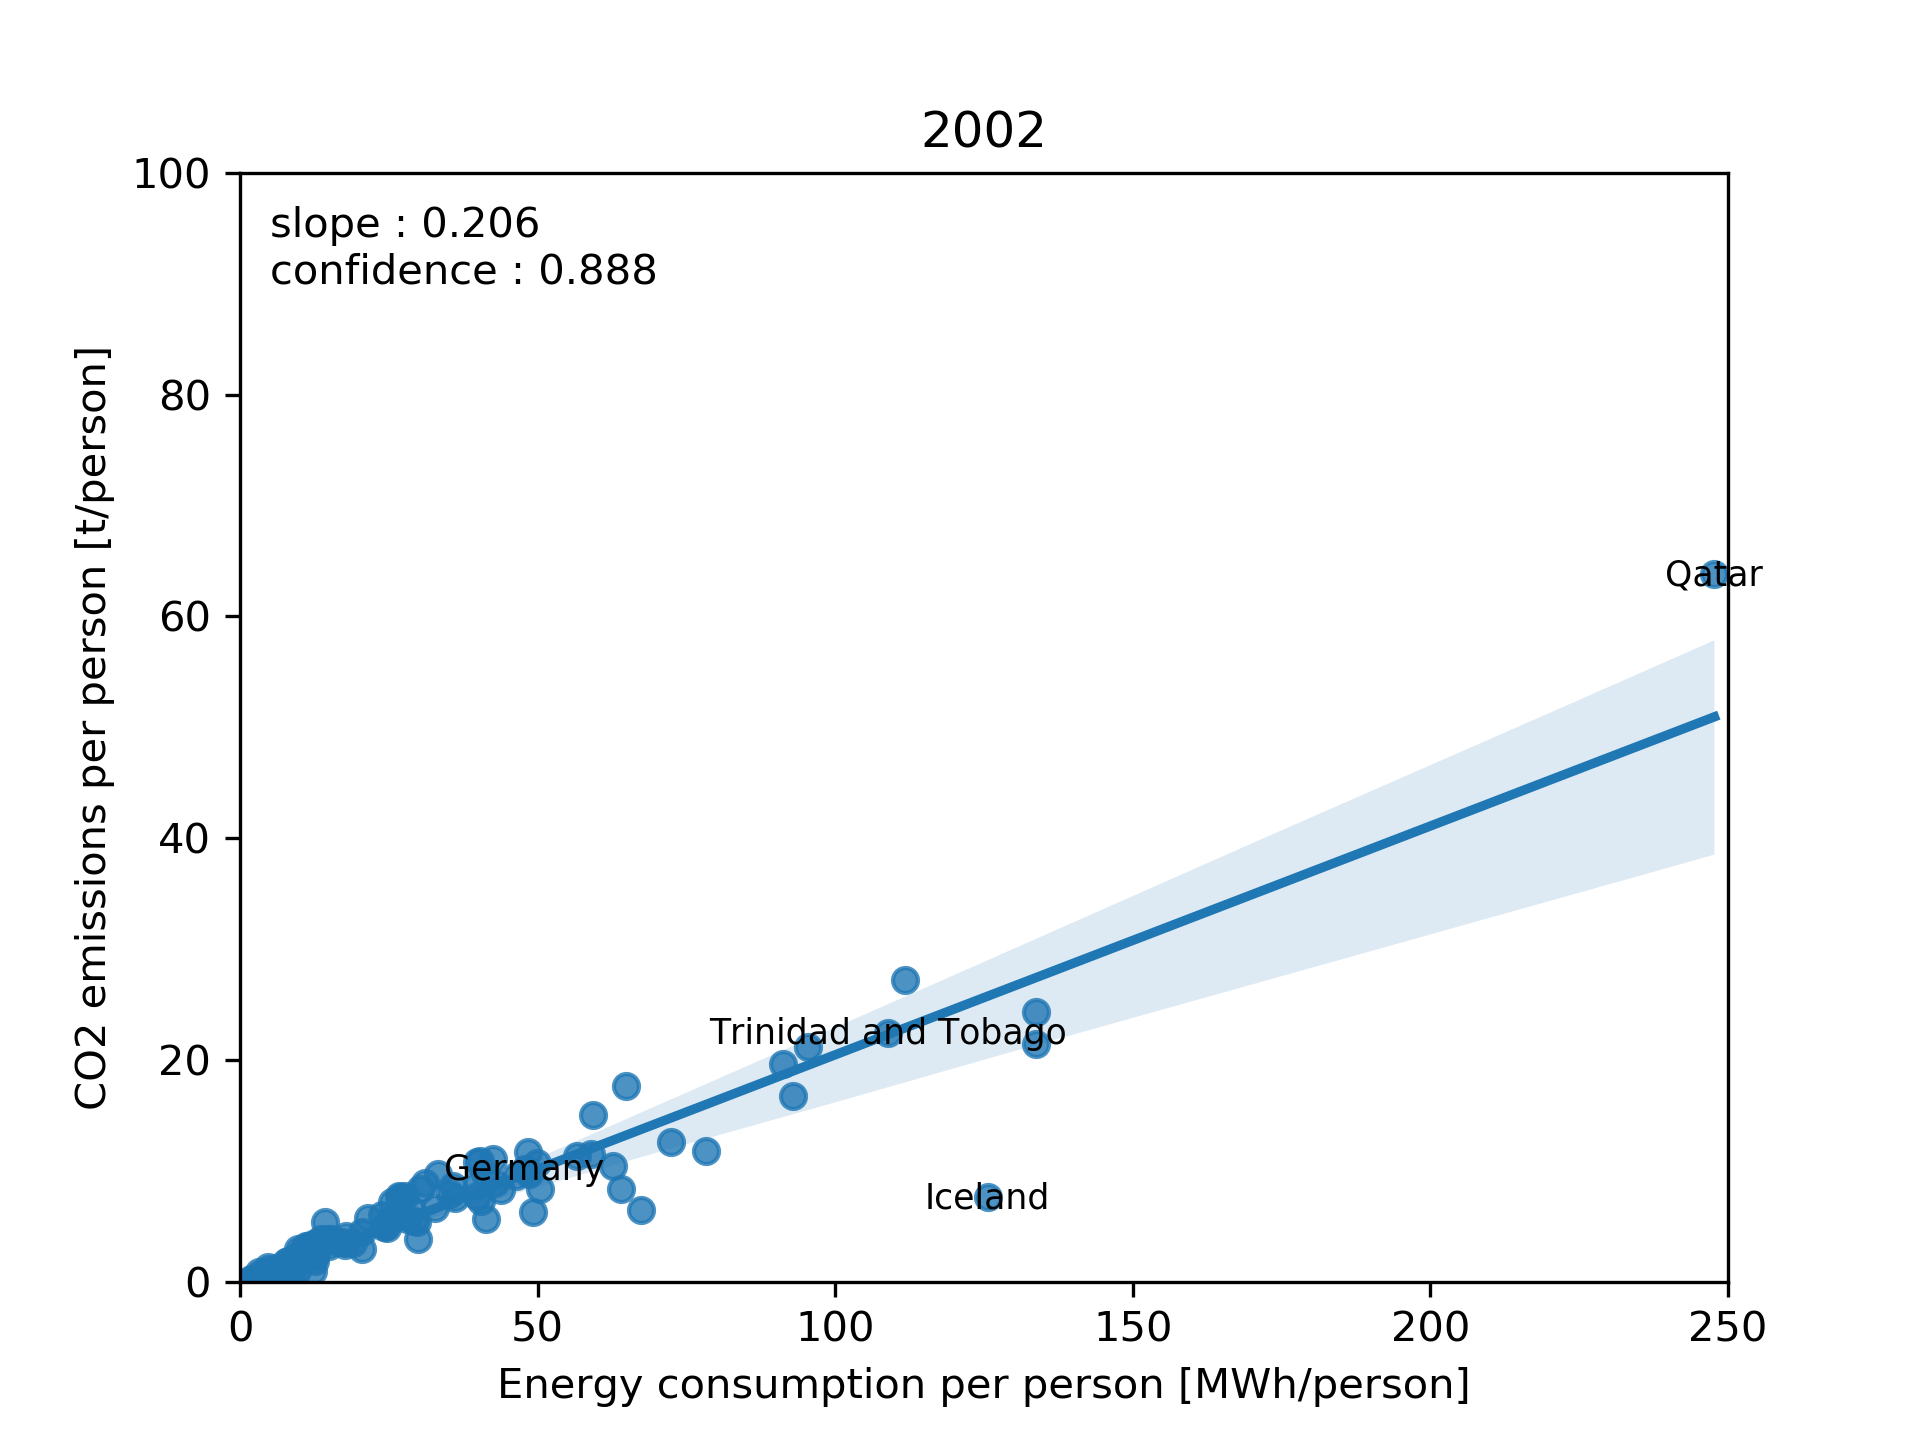 2002
slope : 0.206
confidence : 0.888
100
80
60
40
20
0
CO2 emissions per person [t/person]
Qatar
Trinidad and Tobago
Germany
Iceland
0 50 100 150 200 250
Energy consumption per person [MWh/person]